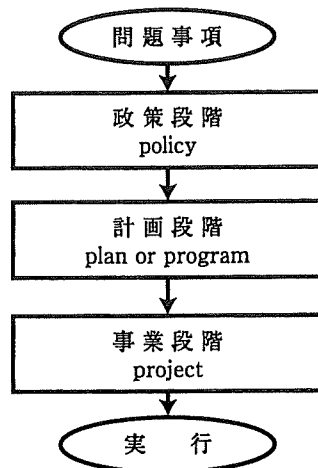 問題事項
政策段階
policy
計画段階
plan or program
事業段階
project
実 行